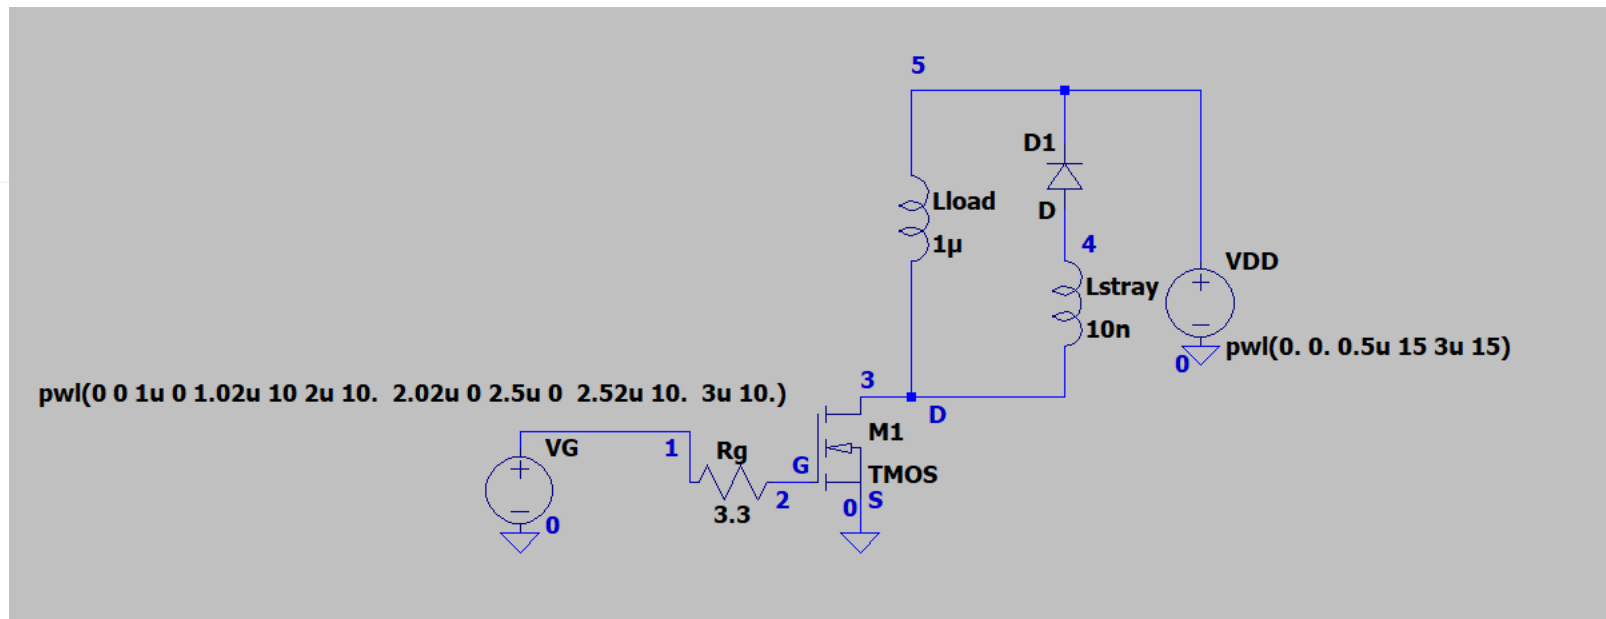 5
D1
Lload
D
1µ
4
VDD
Lstray
10n
pwl(0. 0. 0.5u 15 3u 15)
0
3
pwl(0 0 1u 0 1.02u 10 2u 10.  2.02u 0 2.5u 0  2.52u 10.  3u 10.)
D
M1
VG
1
Rg
G
TMOS
2
0
S
3.3
0